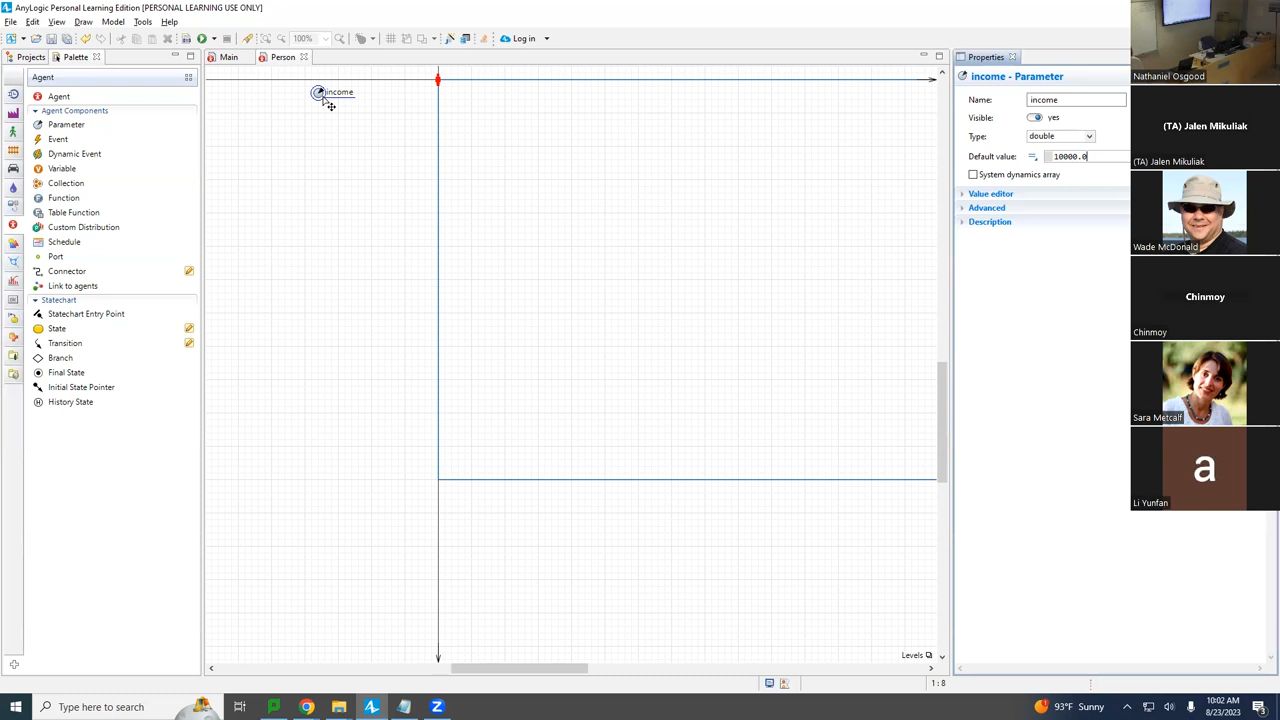 AnyLogic Personal Learning Edition [PERSONAL LEARNING USE ONLY]
File Edit View Draw Model Tools Help
100% Log in
Projects Palette
Main Person
Properties
Agent
Agent
Agent Components
Parameter
Event
Dynamic Event
Variable
Collection
Function
Table Function
Custom Distribution
Schedule
Port
Connector
Link to agents
Statechart
Statechart Entry Point
State
Transition
Branch
Final State
Initial State Pointer
History State
income
Levels
income - Parameter
Name: income
Visible: yes
Type: double
Default value: 10000.0
System dynamics array
Value editor
Advanced
Description
1:8
Nathaniel Osgood
(TA) Jalen Mikuliak
(TA) Jalen Mikuliak
Wade McDonald
Chinmoy
Chinmoy
Sara Metcalf
a
Li Yunfan
Type here to search
93°F Sunny
10:02 AM
8/23/2023
3